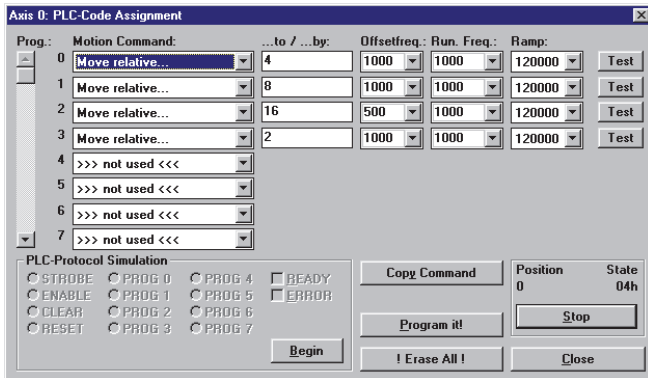 Axis 0: PLC-Code Assignment
Prog.: Motion Command: ...to / ...by: Offsetfreq.: Run. Freq.: Ramp:
0 Move relative... 4 1000 1000 120000 Test
1 Move relative... 8 1000 1000 120000 Test
2 Move relative... 16 500 1000 120000 Test
3 Move relative... 2 1000 1000 120000 Test
4 >>> not used <<<
5 >>> not used <<<
6 >>> not used <<<
7 >>> not used <<<
PLC-Protocol Simulation
STROBE PROG 0 PROG 4 READY
ENABLE PROG 1 PROG 5 ERROR
CLEAR PROG 2 PROG 6
RESET PROG 3 PROG 7
Begin
Copy Command
Program it!
! Erase All !
Position State
0 04h
Stop
Close